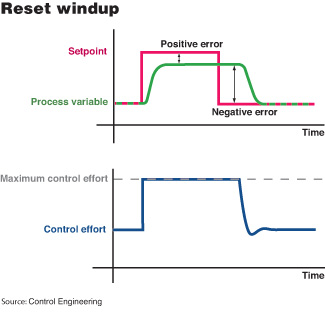 Reset windup
Setpoint
Positive error
Process variable
Negative error
Time
Maximum control effort
Control effort
Time
Source: Control Engineering